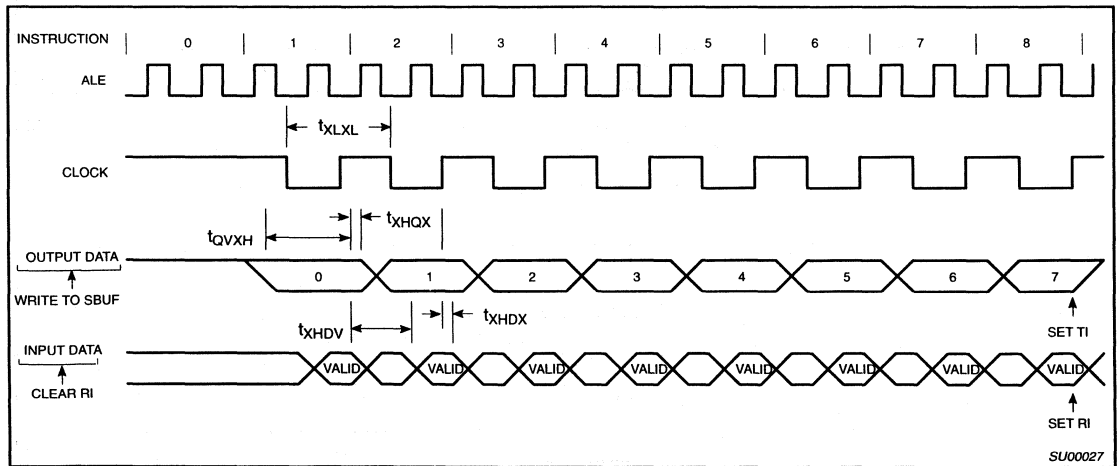 INSTRUCTION 0 1 2 3 4 5 6 7 8
ALE
tXLXL
CLOCK
tXHQX
tQVXH
OUTPUT DATA 0 1 2 3 4 5 6 7
WRITE TO SBUF
tXHDX
tXHDV
SET TI
INPUT DATA VALID VALID VALID VALID VALID VALID VALID VALID
CLEAR RI
SET RI
SU00027